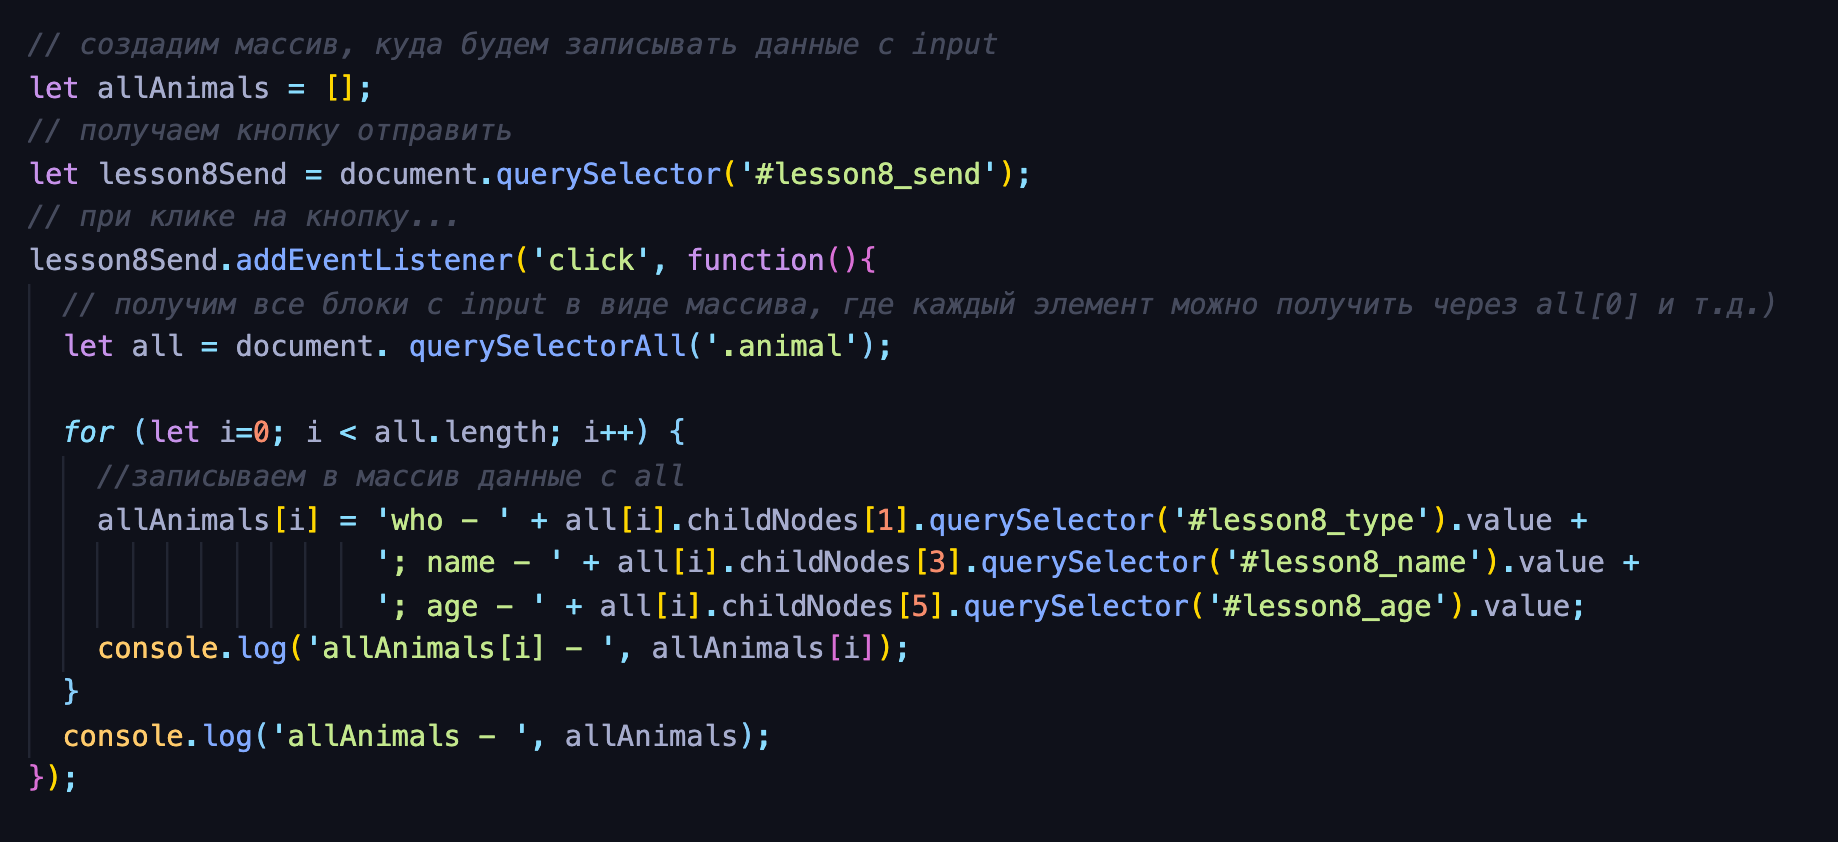 // создадим массив, куда будем записывать данные с input
let allAnimals = [];
// получаем кнопку отправить
let lesson8Send = document.querySelector('#lesson8_send');
// при клике на кнопку...
lesson8Send.addEventListener('click', function(){
// получим все блоки с input в виде массива, где каждый элемент можно получить через all[0] и т.д.)
let all = document. querySelectorAll('.animal');
for (let i=0; i < all.length; i++) {
//записываем в массив данные с all
allAnimals[i] = 'who - ' + all[i].childNodes[1].querySelector('#lesson8_type').value +
'; name - ' + all[i].childNodes[3].querySelector('#lesson8_name').value +
'; age - ' + all[i].childNodes[5].querySelector('#lesson8_age').value;
console.log('allAnimals[i] - ', allAnimals[i]);
}
console.log('allAnimals - ', allAnimals);
});